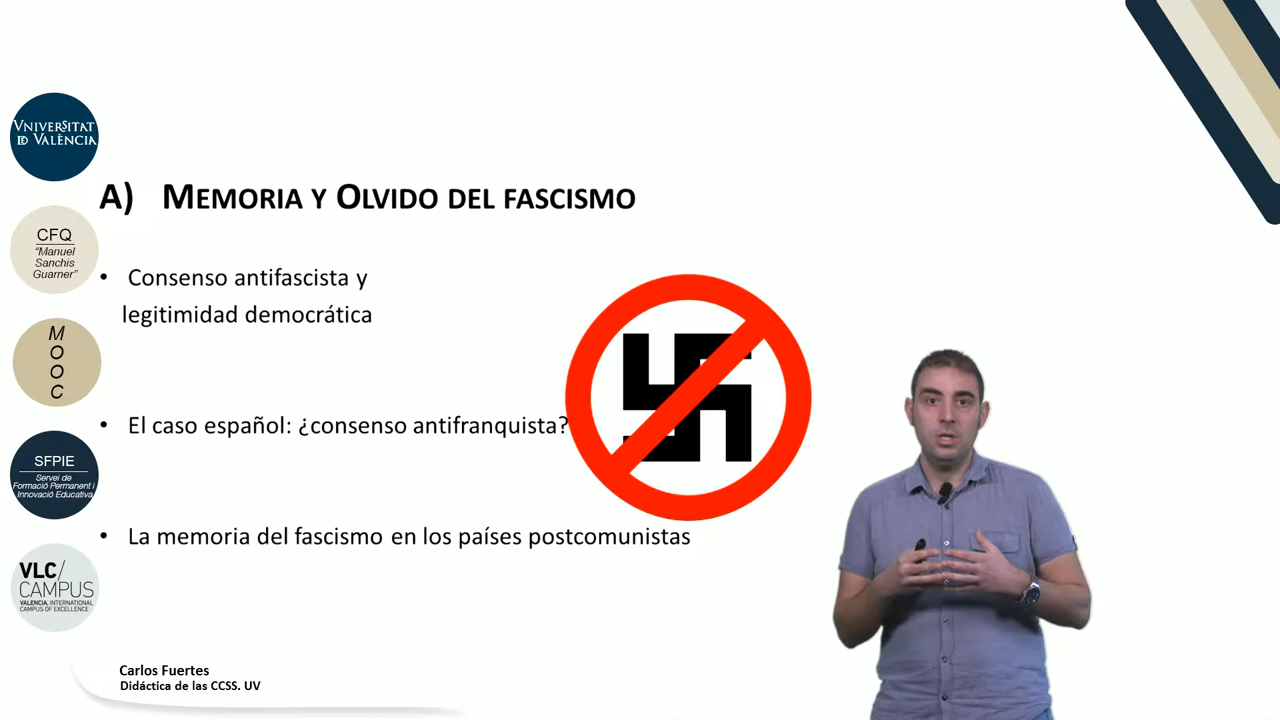 VNIVERSITAT
ID VALÈNCIA
A) MEMORIA Y OLVIDO DEL FASCISMO
CFQ
"Manuel
Sanchis
Guarner"
• Consenso antifascista y
legitimidad democrática
M
O
O
C
• El caso español: ¿consenso antifranquista?
SFPIE
Servei de
Formació Permanent i
Innovació Educativa
• La memoria del fascismo en los países postcomunistas
VLC/
CAMPUS
VALENCIA, INTERNATIONAL
CAMPUS OF EXCELLENCE
Carlos Fuertes
Didáctica de las CCSS. UV